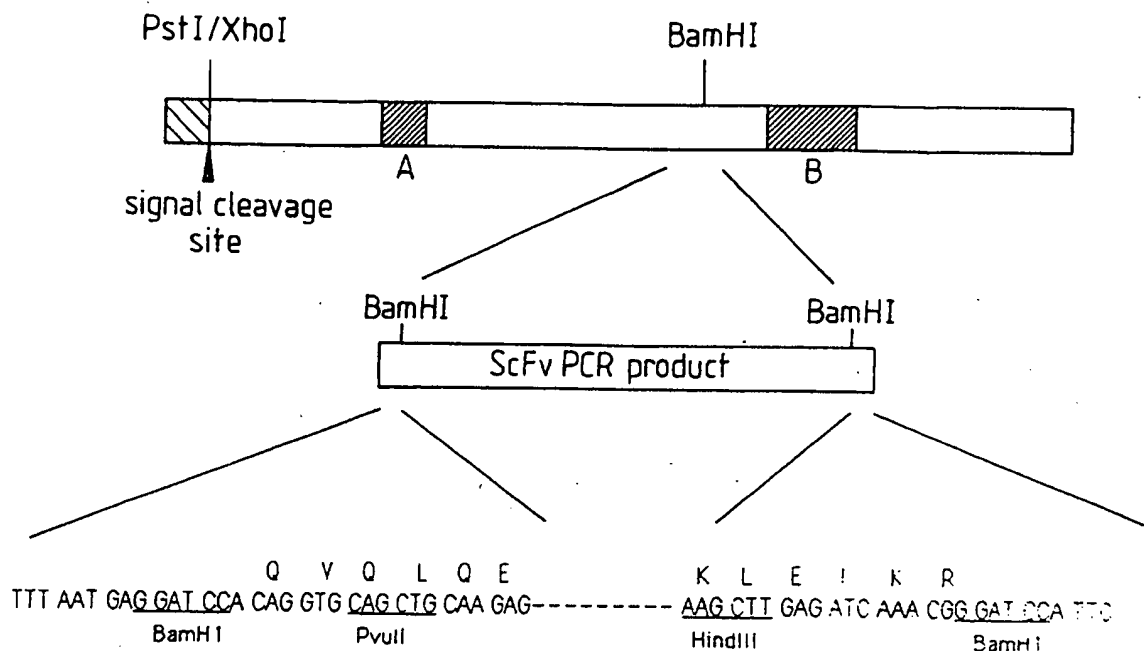 PstI/XhoI
BamHI
A
B
signal cleavage
site
BamHI
BamHI
ScFv PCR product
Q V Q L Q E
K L E I K R
TTT AAT GAG GAT CCA CAG GTG CAG CTG CAA GAG--------- AAG CTT GAG ATC AAA CGG GAT CCA TTC
BamHI
PvuII
HindIII
BamHI